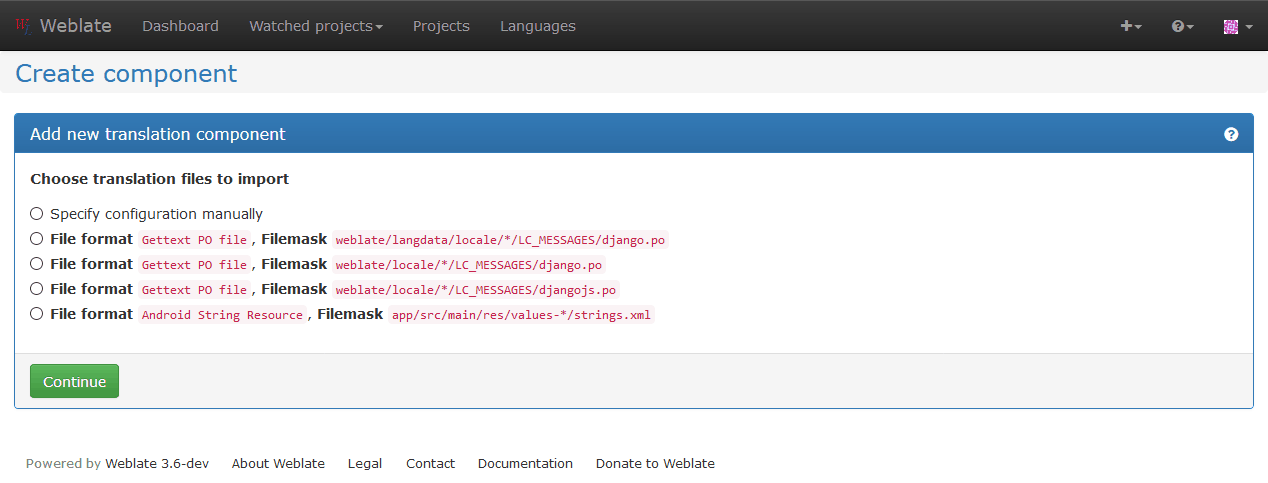 Weblate Dashboard Watched projects Projects Languages
Create component
Add new translation component
Choose translation files to import
Specify configuration manually
File format Gettext PO file, Filemask weblate/langdata/locale/*/LC_MESSAGES/django.po
File format Gettext PO file, Filemask weblate/locale/*/LC_MESSAGES/django.po
File format Gettext PO file, Filemask weblate/locale/*/LC_MESSAGES/djangojs.po
File format Android String Resource, Filemask app/src/main/res/values-*/strings.xml
Continue
Powered by Weblate 3.6-dev About Weblate Legal Contact Documentation Donate to Weblate